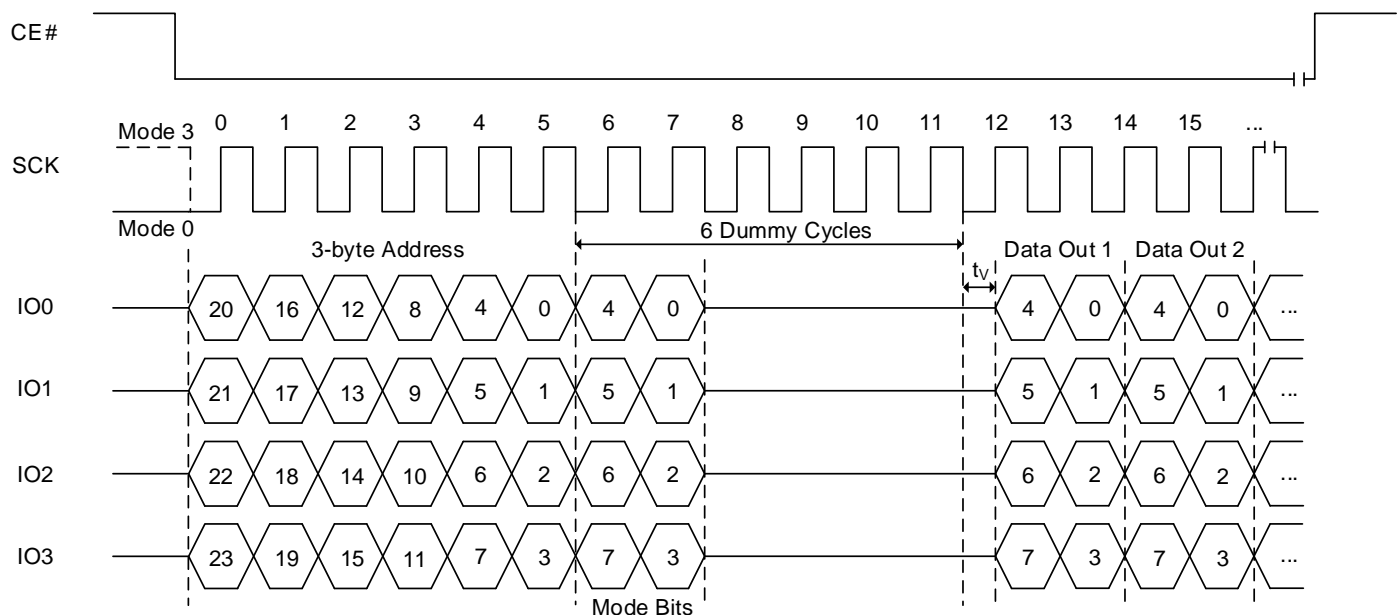 CE#
Mode 3 0 1 2 3 4 5 6 7 8 9 10 11 12 13 14 15 ...
SCK
Mode 0
6 Dummy Cycles
3-byte Address Data Out 1 Data Out 2
tV
IO0 20 16 12 8 4 0 4 0 4 0 4 0 ...
IO1 21 17 13 9 5 1 5 1 5 1 5 1 ...
IO2 22 18 14 10 6 2 6 2 6 2 6 2 ...
IO3 23 19 15 11 7 3 7 3 7 3 7 3 ...
Mode Bits